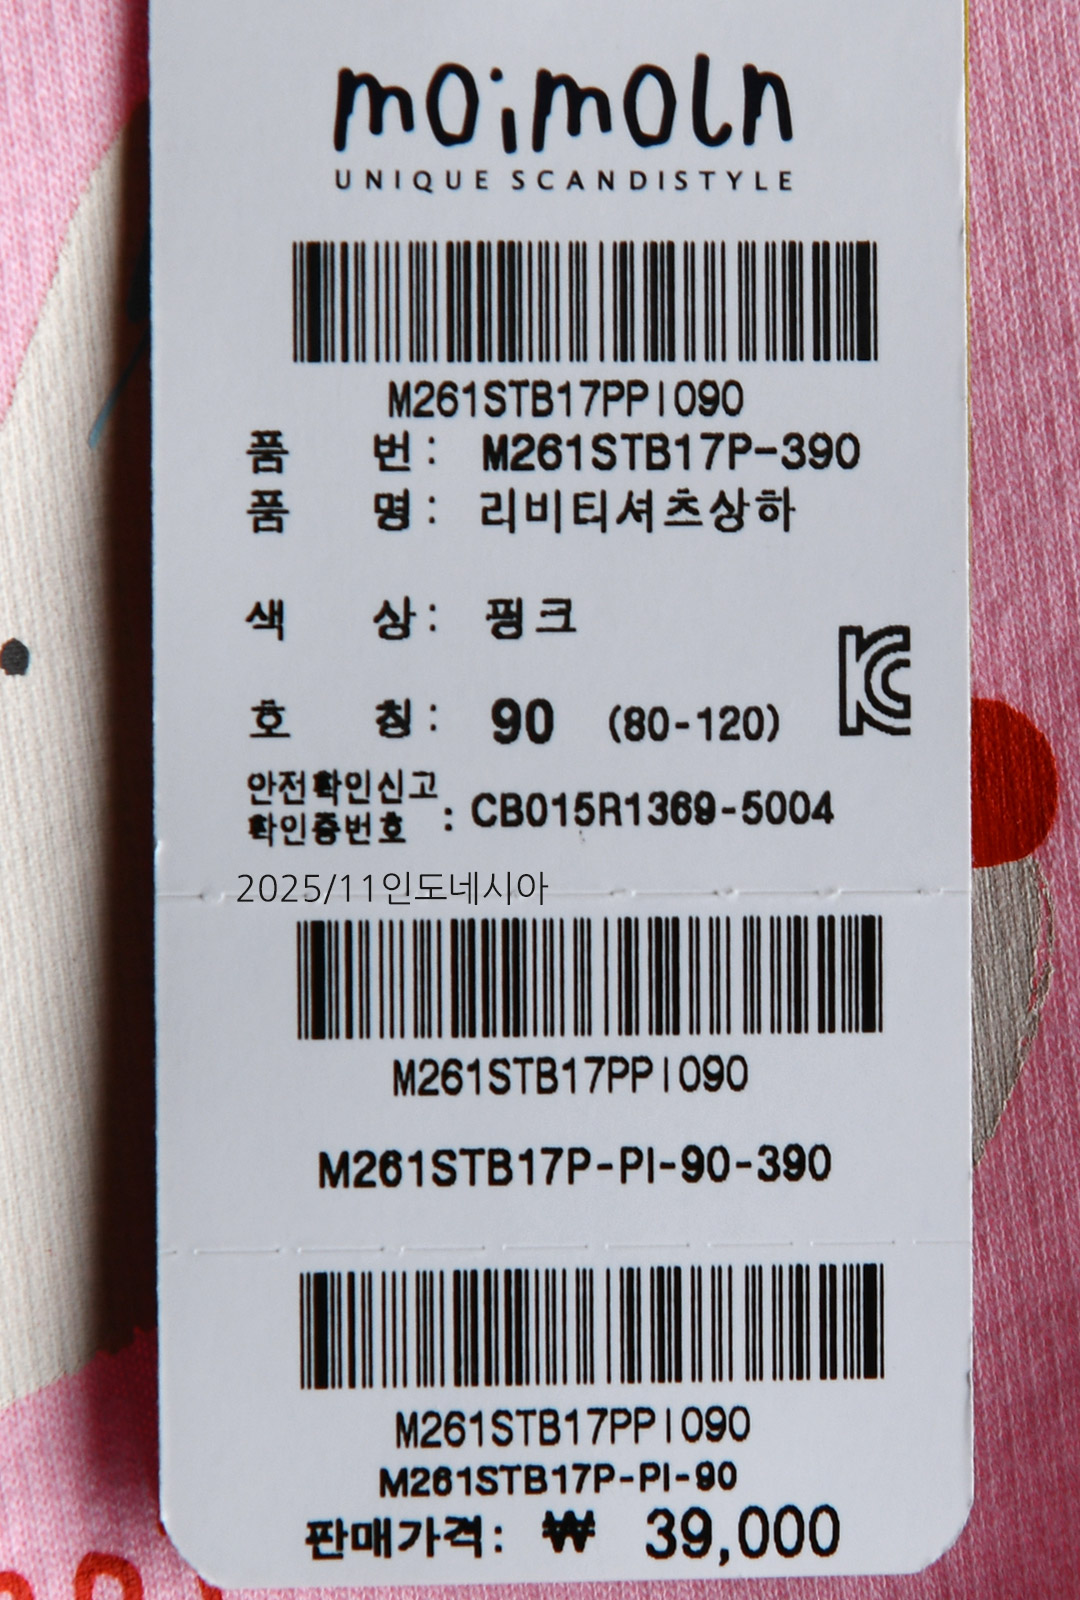 moimoln
UNIQUE SCANDISTYLE
M261STB17PPI090
품 번: M261STB17P-390
품 명: 리비티셔츠상하
색 상: 핑크
호 칭: 90 (80-120)
안전확인신고
확인증번호 : CB015R1369-5004
2025/11인도네시아
M261STB17PPI090
M261STB17P-PI-90-390
M261STB17PPI090
M261STB17P-PI-90
판매가격: ₩ 39,000